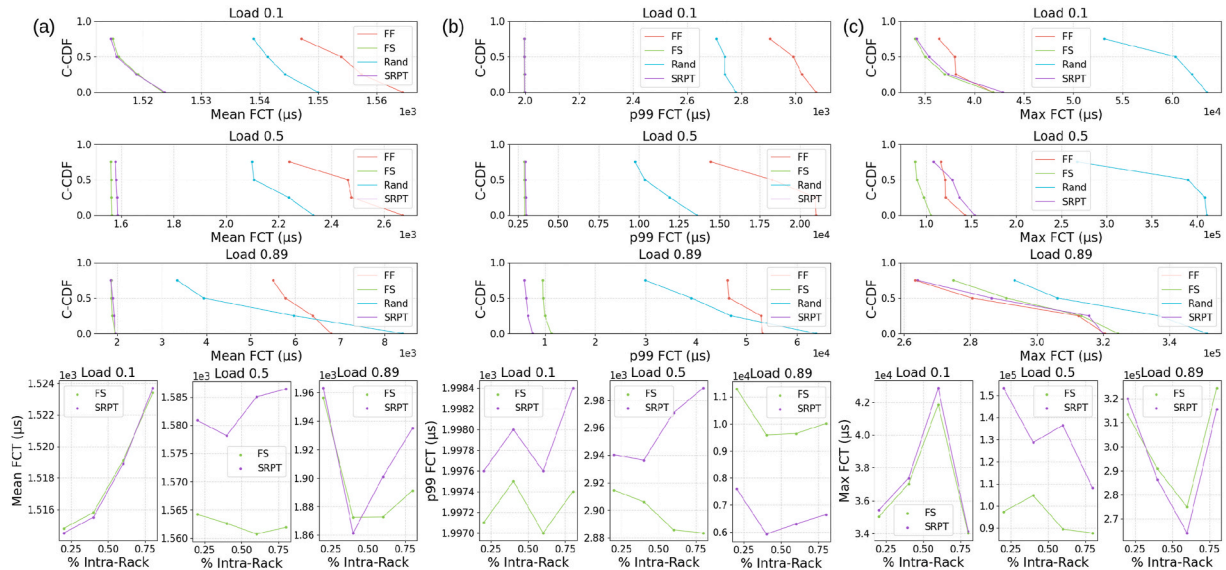 (a)
Load 0.1
C-CDF
1.0
0.5
0.0
FF
FS
Rand
SRPT
1.52
1.53
1.54
1.55
1.56
1e3
Mean FCT (µs)
Load 0.5
C-CDF
1.0
0.5
0.0
FF
FS
Rand
SRPT
1.6
1.8
2.0
2.2
2.4
2.6
1e3
Mean FCT (µs)
Load 0.89
C-CDF
1.0
0.5
0.0
FF
FS
Rand
SRPT
2
3
4
5
6
7
8
1e3
Mean FCT (µs)
(b)
Load 0.1
C-CDF
1.0
0.5
0.0
FF
FS
Rand
SRPT
2.0
2.2
2.4
2.6
2.8
3.0
1e3
p99 FCT (µs)
Load 0.5
C-CDF
1.0
0.5
0.0
FF
FS
Rand
SRPT
0.25
0.50
0.75
1.00
1.25
1.50
1.75
2.00
1e4
p99 FCT (µs)
Load 0.89
C-CDF
1.0
0.5
0.0
FF
FS
Rand
SRPT
1
2
3
4
5
6
1e4
p99 FCT (µs)
(c)
Load 0.1
C-CDF
1.0
0.5
0.0
FF
FS
Rand
SRPT
3.5
4.0
4.5
5.0
5.5
6.0
1e4
Max FCT (µs)
Load 0.5
C-CDF
1.0
0.5
0.0
FF
FS
Rand
SRPT
1.0
1.5
2.0
2.5
3.0
3.5
4.0
1e5
Max FCT (µs)
Load 0.89
C-CDF
1.0
0.5
0.0
FF
FS
Rand
SRPT
2.6
2.8
3.0
3.2
3.4
1e5
Max FCT (µs)
1e3
Load 0.1
Mean FCT (µs)
1.524
1.522
1.520
1.518
1.516
FS
SRPT
0.25
0.50
0.75
% Intra-Rack
1e3
Load 0.5
1.585
1.580
1.575
1.570
1.565
1.560
FS
SRPT
0.25
0.50
0.75
% Intra-Rack
1e3
Load 0.89
1.96
1.94
1.92
1.90
1.88
1.86
FS
SRPT
0.25
0.50
0.75
% Intra-Rack
1e3
Load 0.1
p99 FCT (µs)
1.9984
1.9982
1.9980
1.9976
1.9974
1.9972
1.9970
FS
SRPT
0.25
0.50
0.75
% Intra-Rack
1e3
Load 0.5
2.98
2.96
2.94
2.92
2.90
2.88
FS
SRPT
0.25
0.50
0.75
% Intra-Rack
1e4
Load 0.89
1.1
1.0
0.9
0.8
0.7
0.6
FS
SRPT
0.25
0.50
0.75
% Intra-Rack
1e4
Load 0.1
Max FCT (µs)
4.2
4.0
3.8
3.6
3.4
FS
SRPT
0.25
0.50
0.75
% Intra-Rack
1e5
Load 0.5
1.5
1.4
1.3
1.2
1.1
1.0
0.9
FS
SRPT
0.25
0.50
0.75
% Intra-Rack
1e5
Load 0.89
3.2
3.1
3.0
2.9
2.8
2.7
FS
SRPT
0.25
0.50
0.75
% Intra-Rack